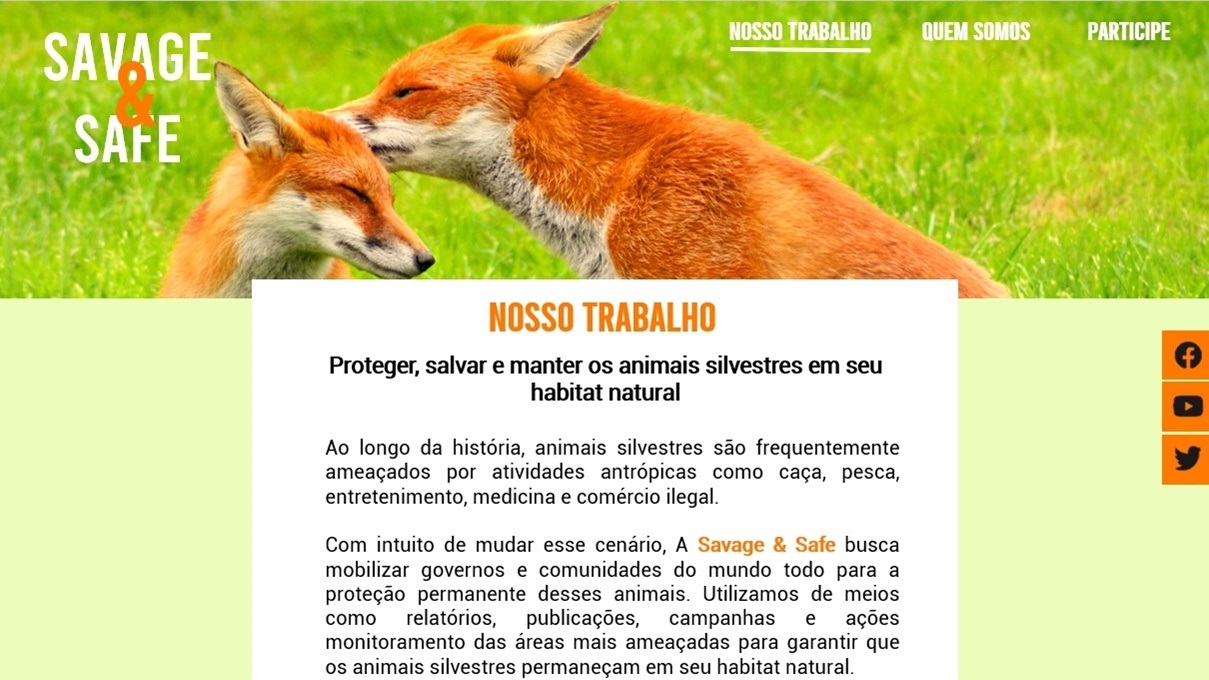 SAVAGE
&
SAFE
NOSSO TRABALHO
QUEM SOMOS
PARTICIPE
NOSSO TRABALHO
Proteger, salvar e manter os animais silvestres em seu
habitat natural
Ao longo da história, animais silvestres são frequentemente
ameaçados por atividades antrópicas como caça, pesca,
entretenimento, medicina e comércio ilegal.
Com intuito de mudar esse cenário, A Savage & Safe busca
mobilizar governos e comunidades do mundo todo para a
proteção permanente desses animais. Utilizamos de meios
como relatórios, publicações, campanhas e ações
monitoramento das áreas mais ameaçadas para garantir que
os animais silvestres permaneçam em seu habitat natural.